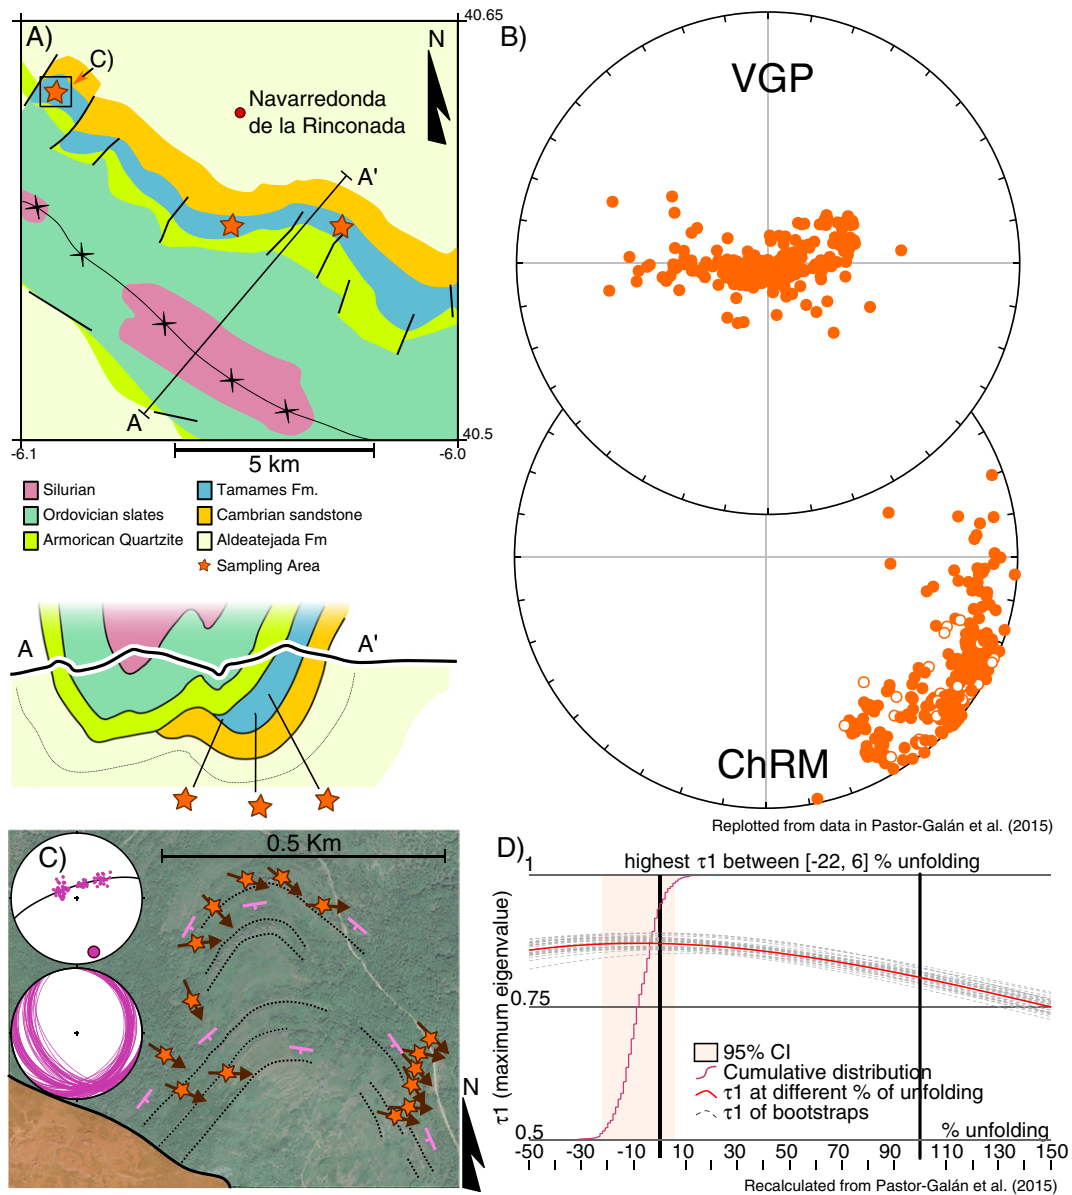 A)
40.65
N
C)
Navarredonda
de la Rinconada
A'
A
40.5
-6.1
-6.0
5 km
Silurian
Ordovician slates
Armorican Quartzite
Tamames Fm.
Cambrian sandstone
Aldeatejada Fm
Sampling Area
B)
VGP
ChRM
Replotted from data in Pastor-Galán et al. (2015)
A
A'
C)
0.5 Km
N
D)
highest τ1 between [-22, 6] % unfolding
τ1 (maximum eigenvalue)
1
0.75
0.5
95% CI
Cumulative distribution
τ1 at different % of unfolding
τ1 of bootstraps
% unfolding
-50 -30 -10 10 30 50 70 90 110 130 150
Recalculated from Pastor-Galán et al. (2015)